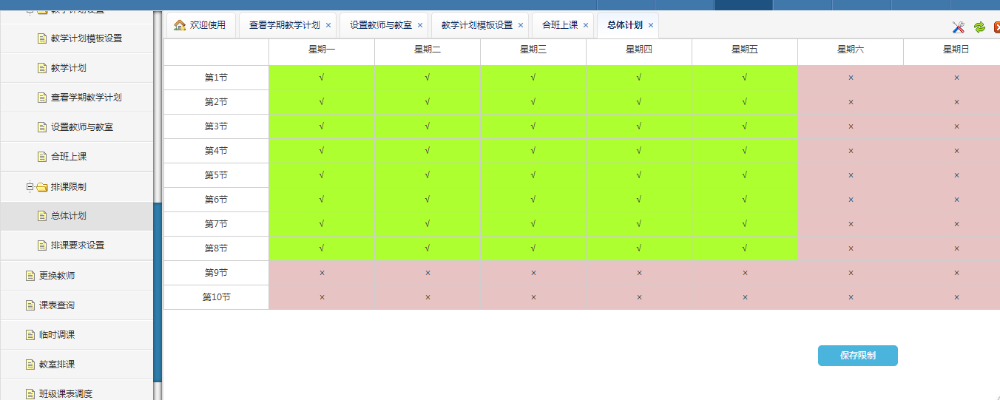 教学计划设置
教学计划模板设置
教学计划
查看学期教学计划
设置教师与教室
合班上课
排课限制
总体计划
排课要求设置
更换教师
课表查询
临时调课
教室排课
班级课表调度
欢迎使用 查看学期教学计划 × 设置教师与教室 × 教学计划模板设置 × 合班上课 × 总体计划 ×
星期一 星期二 星期三 星期四 星期五 星期六 星期日
第1节 √ √ √ √ √ × ×
第2节 √ √ √ √ √ × ×
第3节 √ √ √ √ √ × ×
第4节 √ √ √ √ √ × ×
第5节 √ √ √ √ √ × ×
第6节 √ √ √ √ √ × ×
第7节 √ √ √ √ √ × ×
第8节 √ √ √ √ √ × ×
第9节 × × × × × × ×
第10节 × × × × × × ×
保存限制